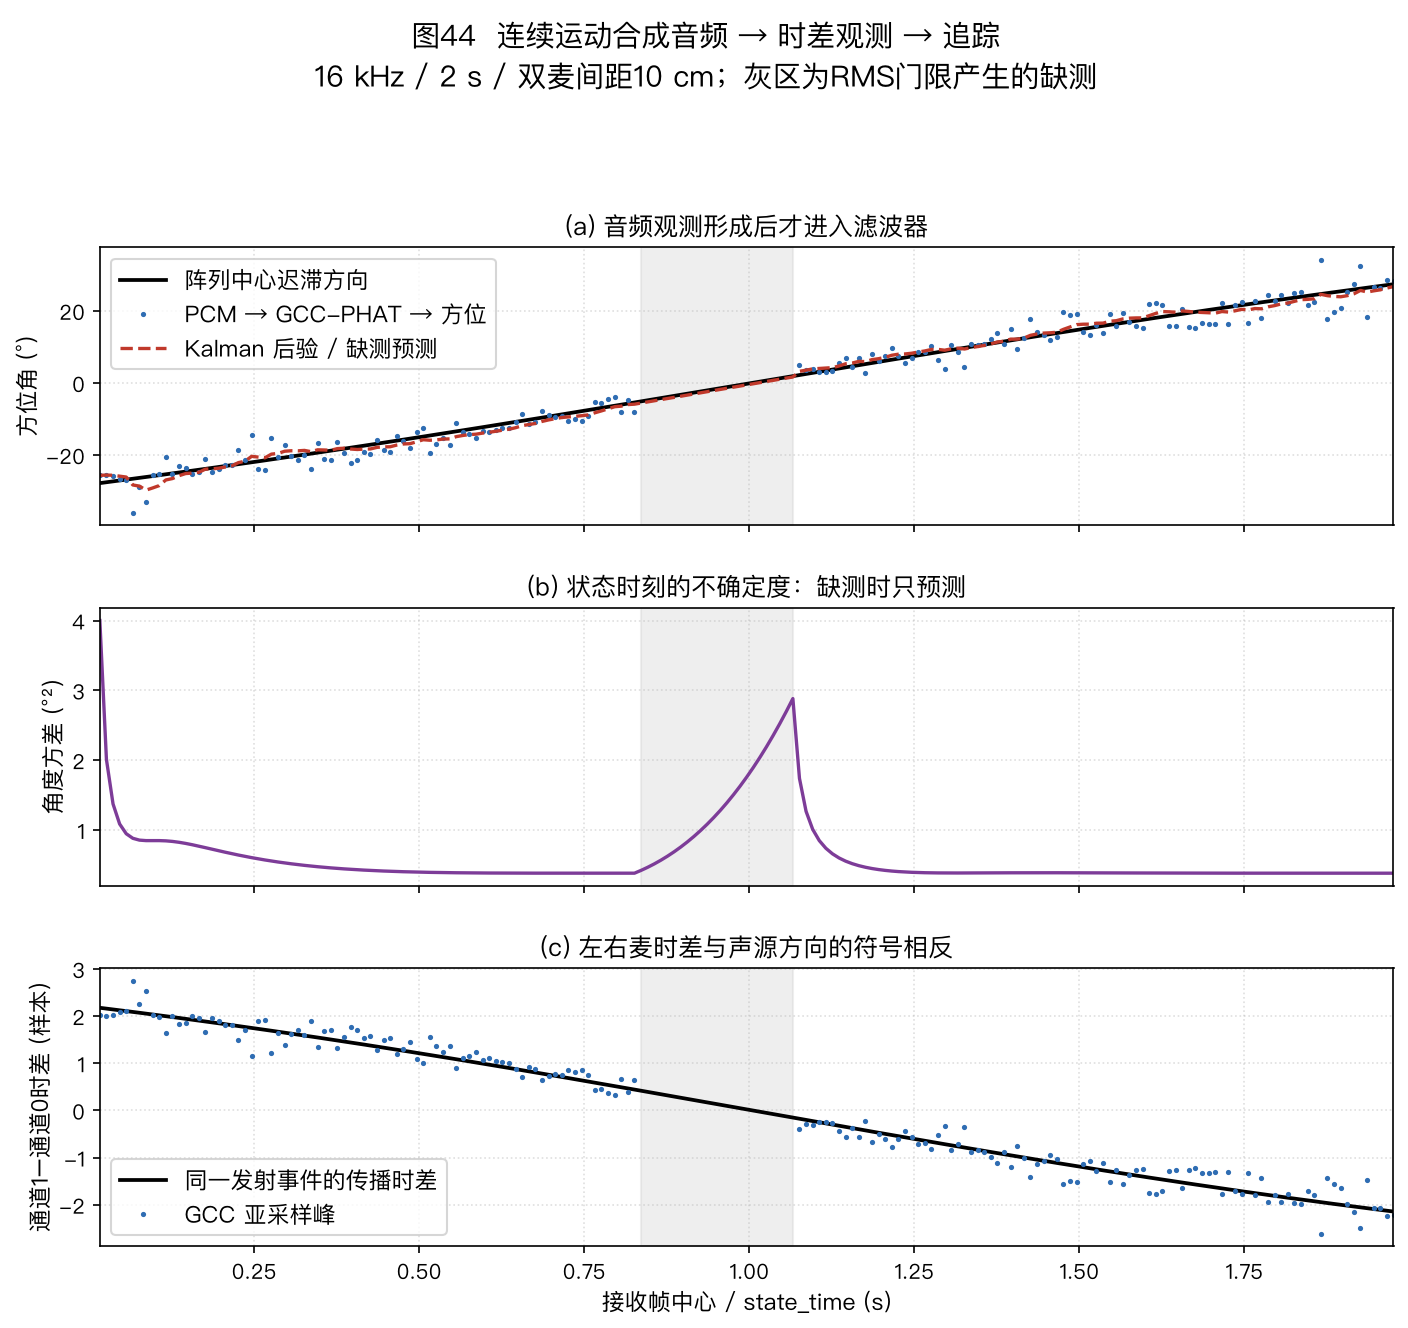 图44  连续运动合成音频 → 时差观测 → 追踪
16 kHz / 2 s / 双麦间距10 cm；灰区为RMS门限产生的缺测
(a) 音频观测形成后才进入滤波器
阵列中心迟滞方向
PCM → GCC-PHAT → 方位
Kalman 后验 / 缺测预测
方位角 (°)
20
0
−20
(b) 状态时刻的不确定度：缺测时只预测
角度方差 (°²)
4
3
2
1
(c) 左右麦时差与声源方向的符号相反
通道1−通道0时差 (样本)
3
2
1
0
−1
−2
同一发射事件的传播时差
GCC 亚采样峰
0.25 0.50 0.75 1.00 1.25 1.50 1.75
接收帧中心 / state_time (s)